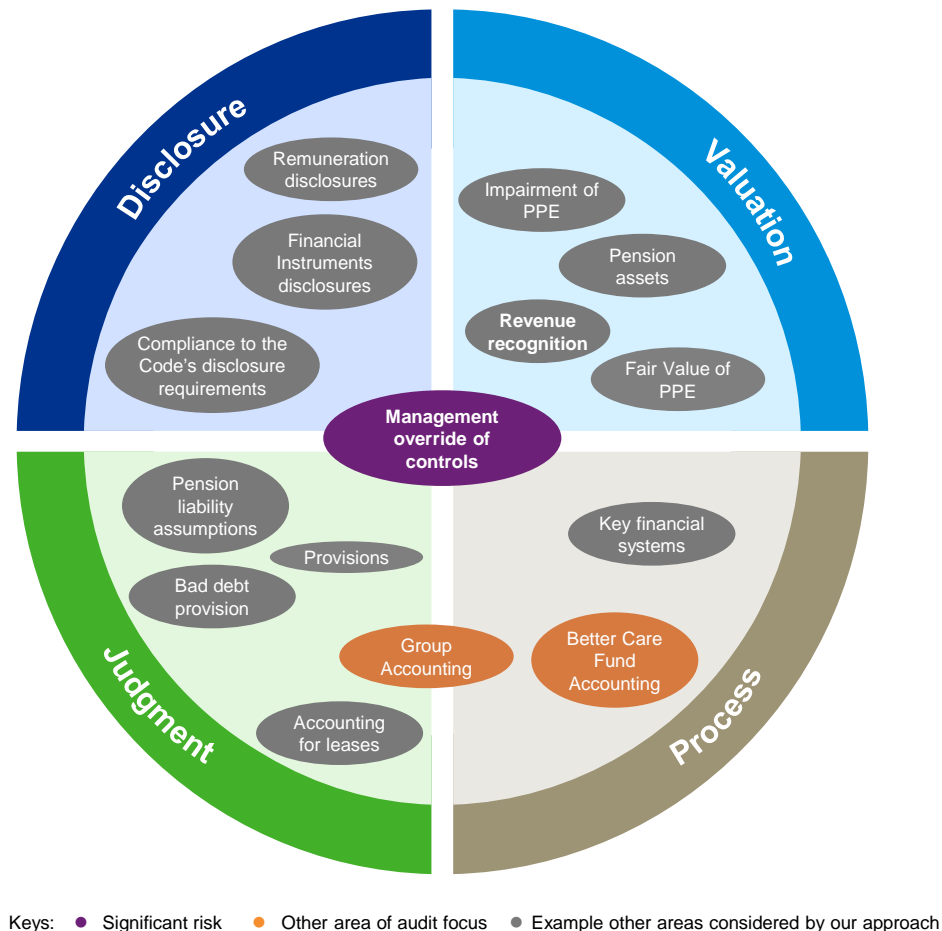 Disclosure
Remuneration
disclosures
Financial
Instruments
disclosures
Compliance to the
Code's disclosure
requirements
Valuation
Impairment of
PPE
Pension
assets
Revenue
recognition
Fair Value of
PPE
Management
override of
controls
Judgment
Pension
liability
assumptions
Provisions
Bad debt
provision
Group
Accounting
Accounting
for leases
Process
Key financial
systems
Better Care
Fund
Accounting
Keys: ● Significant risk ● Other area of audit focus ● Example other areas considered by our approach